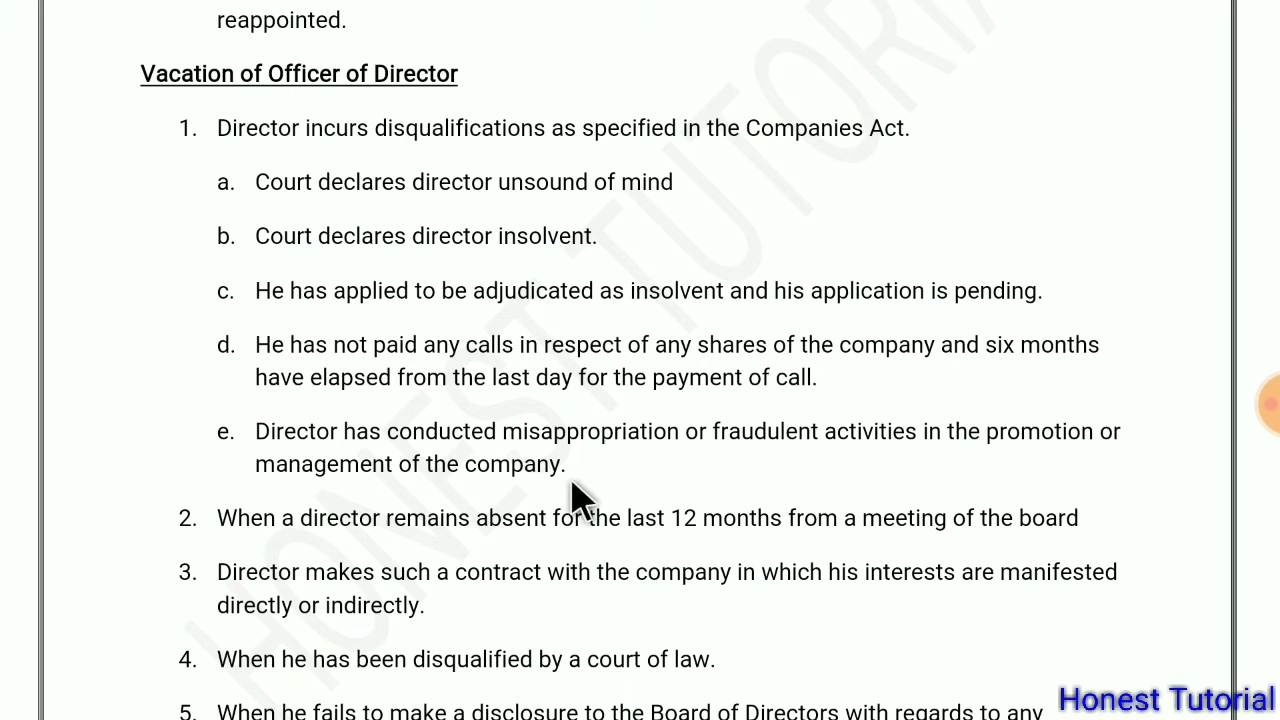 reappointed.
Vacation of Officer of Director
1. Director incurs disqualifications as specified in the Companies Act.
a. Court declares director unsound of mind
b. Court declares director insolvent.
c. He has applied to be adjudicated as insolvent and his application is pending.
d. He has not paid any calls in respect of any shares of the company and six months
have elapsed from the last day for the payment of call.
e. Director has conducted misappropriation or fraudulent activities in the promotion or
management of the company.
2. When a director remains absent for the last 12 months from a meeting of the board
3. Director makes such a contract with the company in which his interests are manifested
directly or indirectly.
4. When he has been disqualified by a court of law.
5. When he fails to make a disclosure to the Board of Directors with regards to any
Honest Tutorial
HONEST TUTORIA